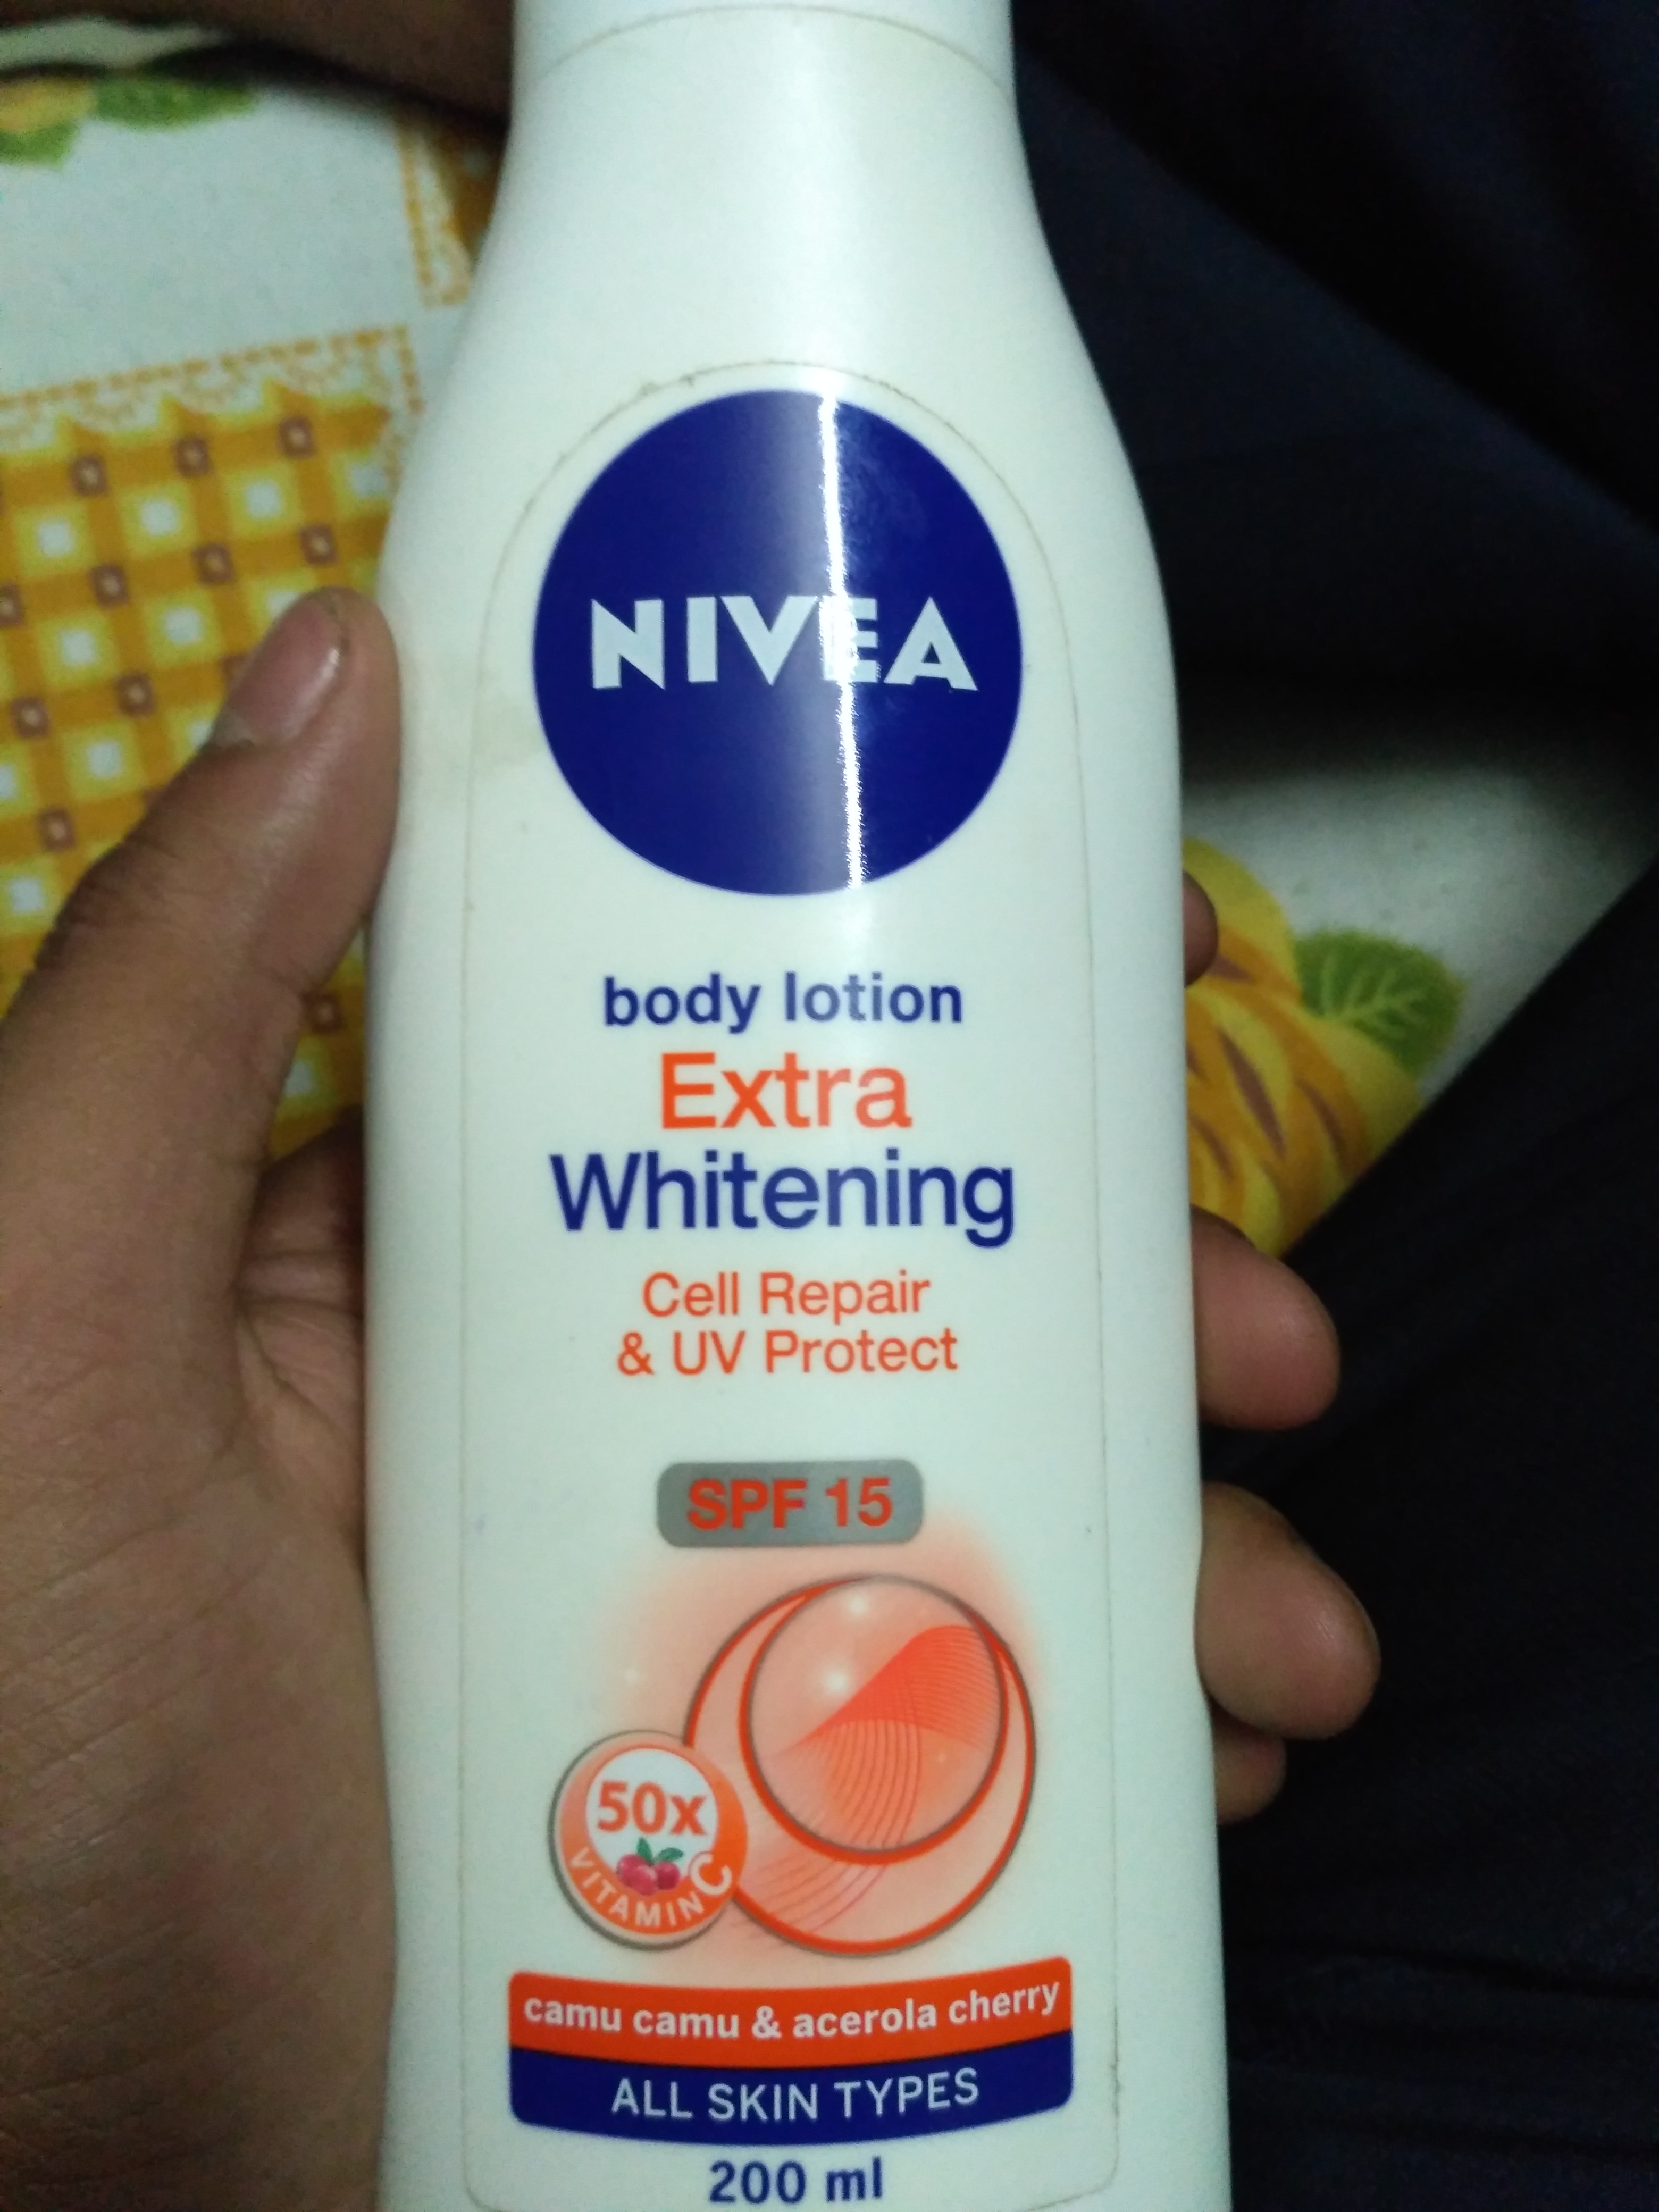 NIVEA
body lotion
Extra
Whitening
Cell Repair
& UV Protect
SPF 15
50x
VITAMIN C
camu camu & acerola cherry
ALL SKIN TYPES
200 ml